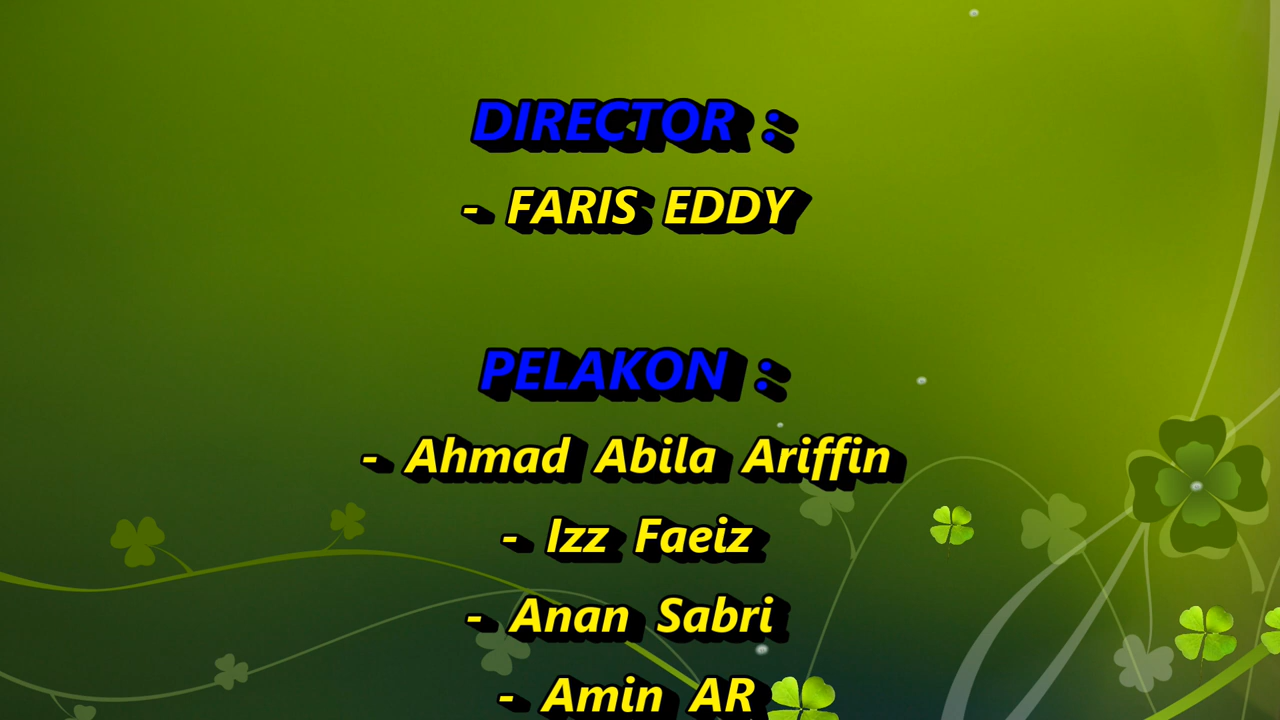 DIRECTOR :
- FARIS EDDY
PELAKON :
- Ahmad Abila Ariffin
- Izz Faeiz
- Anan Sabri
- Amin AR